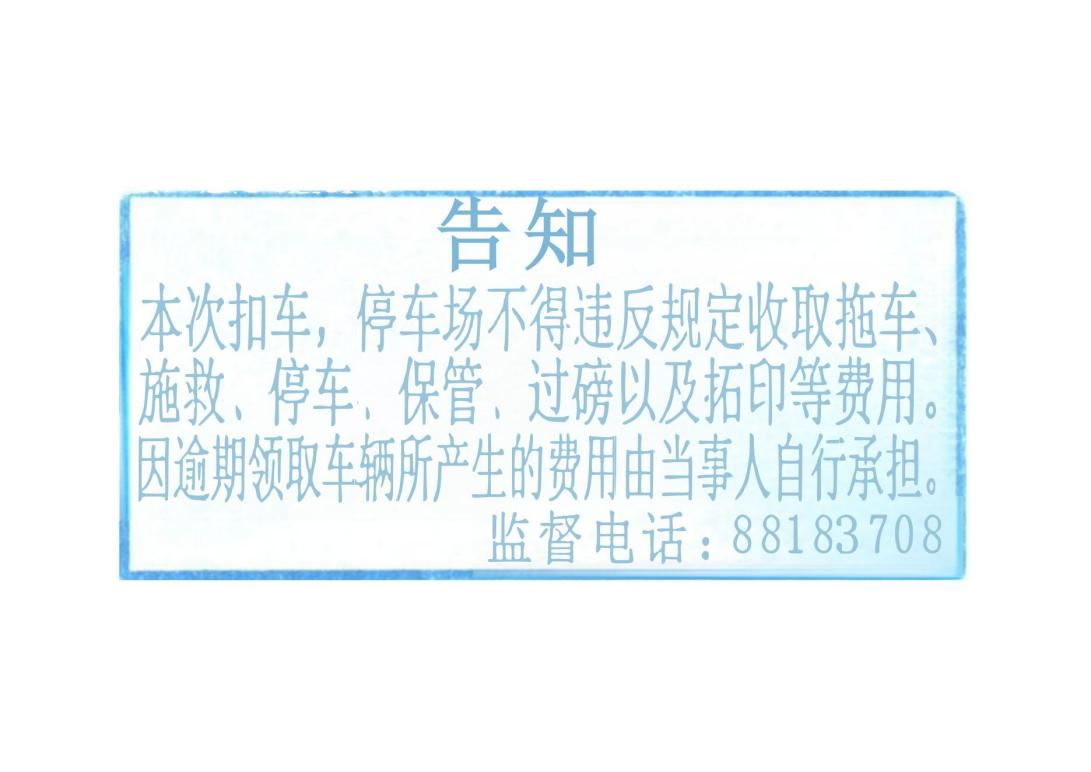 告知
本次扣车，停车场不得违反规定收取拖车、
施救、停车、保管、过磅以及拓印等费用。
因逾期领取车辆所产生的费用由当事人自行承担。
监督电话：88183708